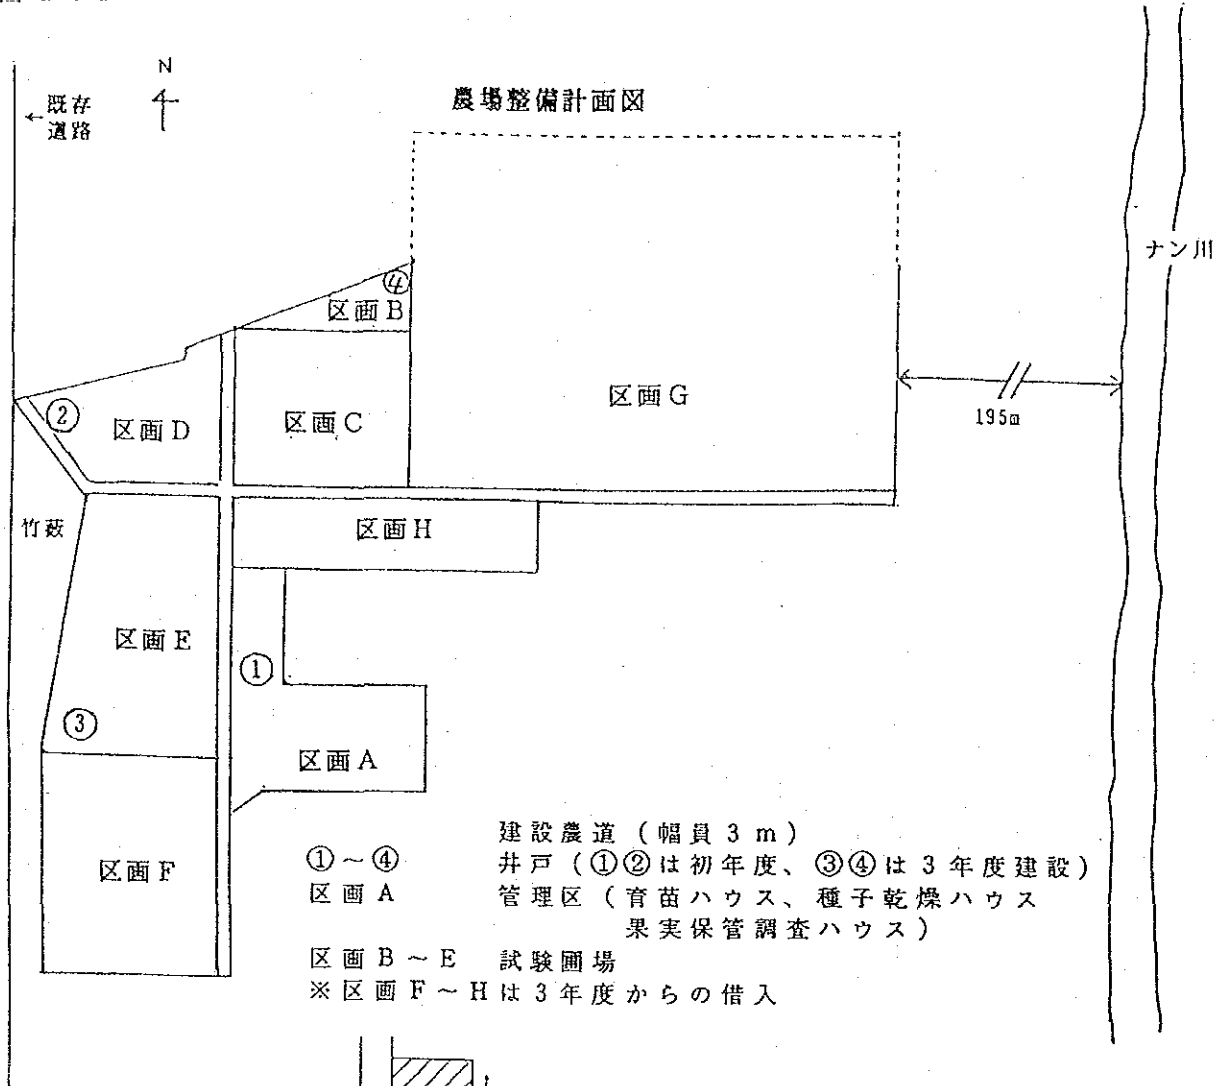 N
農場整備計画図
←既存
道路
ナン川
④
区画B
区画G
195m
②
区画D
区画C
竹薮
区画H
区画E
①
③
区画A
建設農道（幅員3m）
①～④ 井戸（①②は初年度、③④は3年度建設）
区画A 管理区（育苗ハウス、種子乾燥ハウス
果実保管調査ハウス）
区画F
区画B～E 試験圃場
※区画F～Hは3年度からの借入